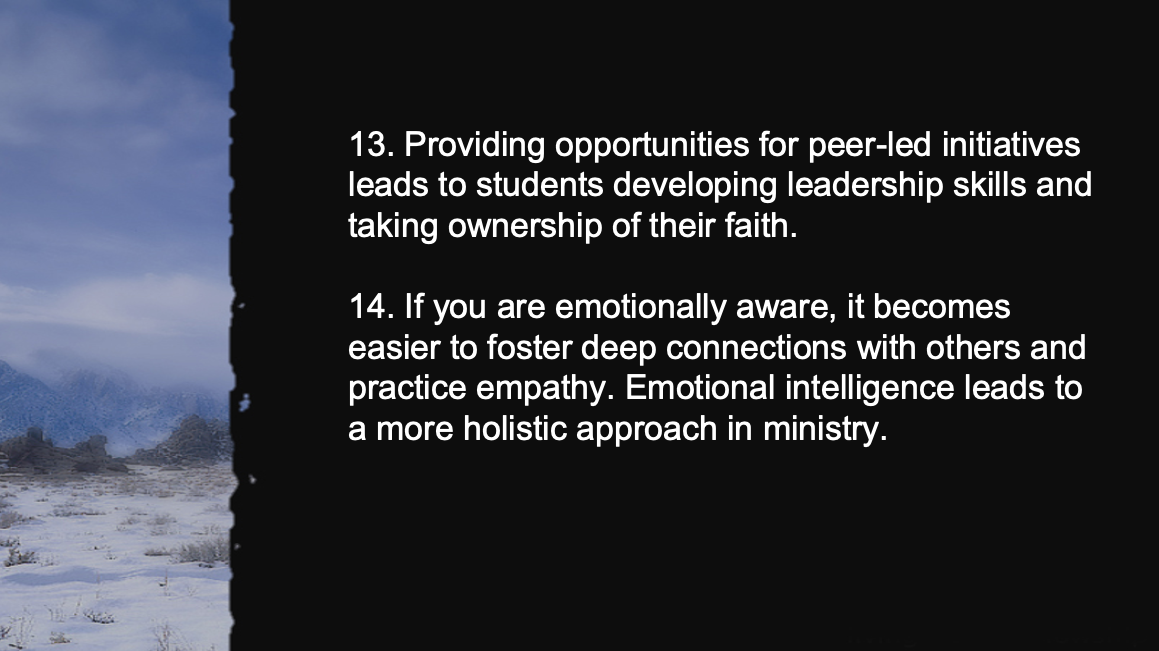 13. Providing opportunities for peer-led initiatives
leads to students developing leadership skills and
taking ownership of their faith.
14. If you are emotionally aware, it becomes
easier to foster deep connections with others and
practice empathy. Emotional intelligence leads to
a more holistic approach in ministry.